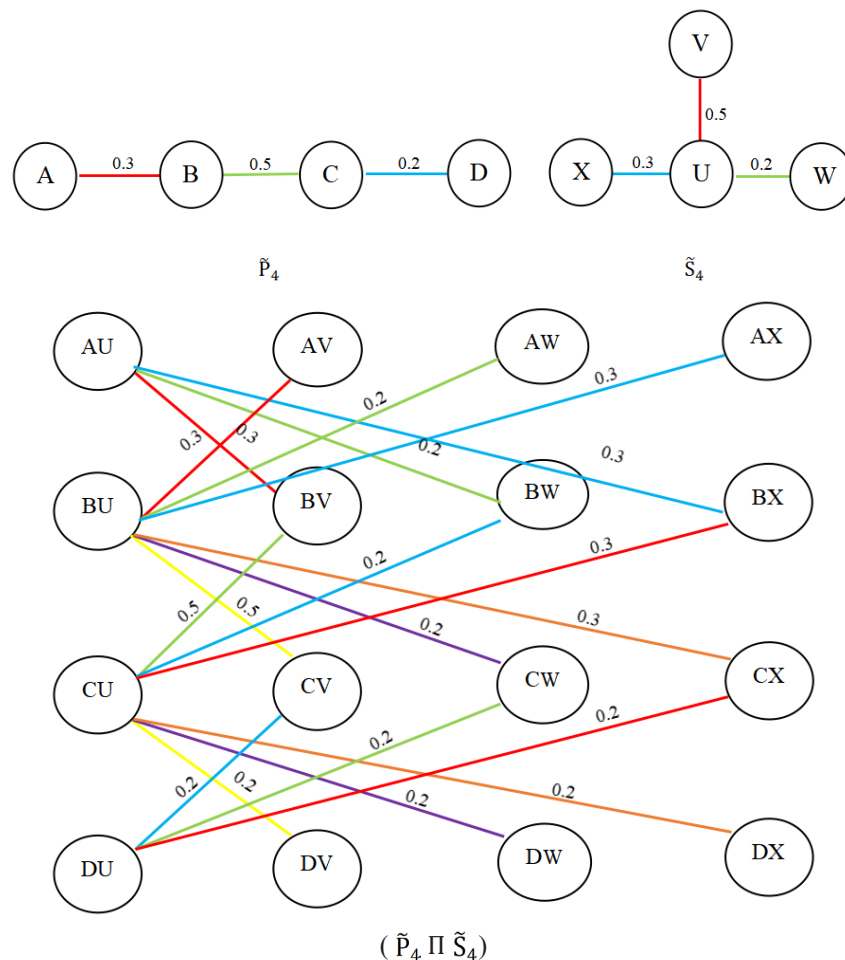 V
0.5
A 0.3 B 0.5 C 0.2 D X 0.3 U 0.2 W
P̃₄ S̃₄
AU AV AW AX
0.3 0.3 0.2 0.2 0.3 0.3
BU BV BW BX
0.5 0.5 0.2 0.2 0.3 0.3
CU CV CW CX
0.2 0.2 0.2 0.2 0.2 0.2
DU DV DW DX
( P̃₄ Π S̃₄)